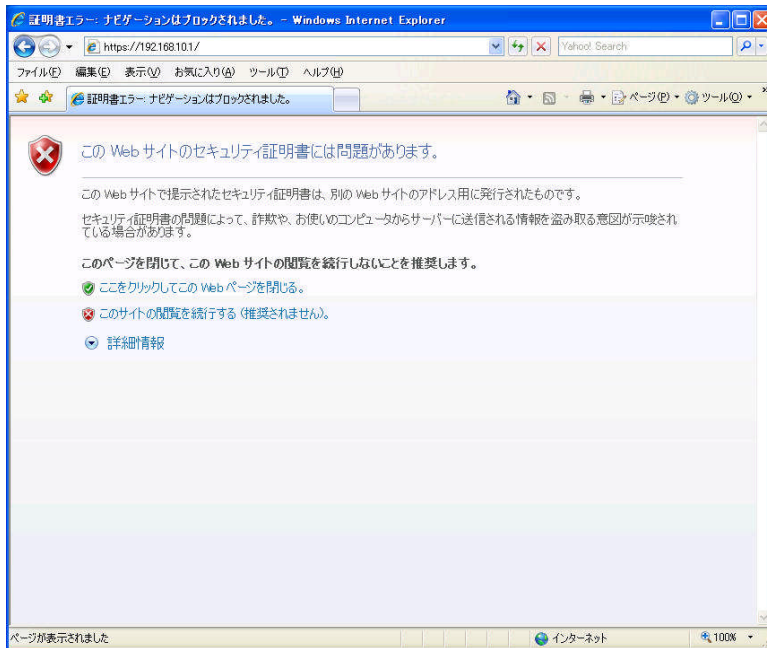 証明書エラー: ナビゲーションはブロックされました。 - Windows Internet Explorer
https://192.168.10.1/
Yahoo! Search
ファイル(F) 編集(E) 表示(V) お気に入り(A) ツール(T) ヘルプ(H)
証明書エラー: ナビゲーションはブロックされました。
ページ(P) ツール(O)
この Web サイトのセキュリティ証明書には問題があります。
この Web サイトで提示されたセキュリティ証明書は、別の Web サイトのアドレス用に発行されたものです。
セキュリティ証明書の問題によって、詐欺や、お使いのコンピュータからサーバーに送信される情報を盗み取る意図が示唆され
ている場合があります。
このページを閉じて、この Web サイトの閲覧を続行しないことを推奨します。
ここをクリックしてこの Web ページを閉じる。
このサイトの閲覧を続行する (推奨されません)。
詳細情報
ページが表示されました
インターネット
100%